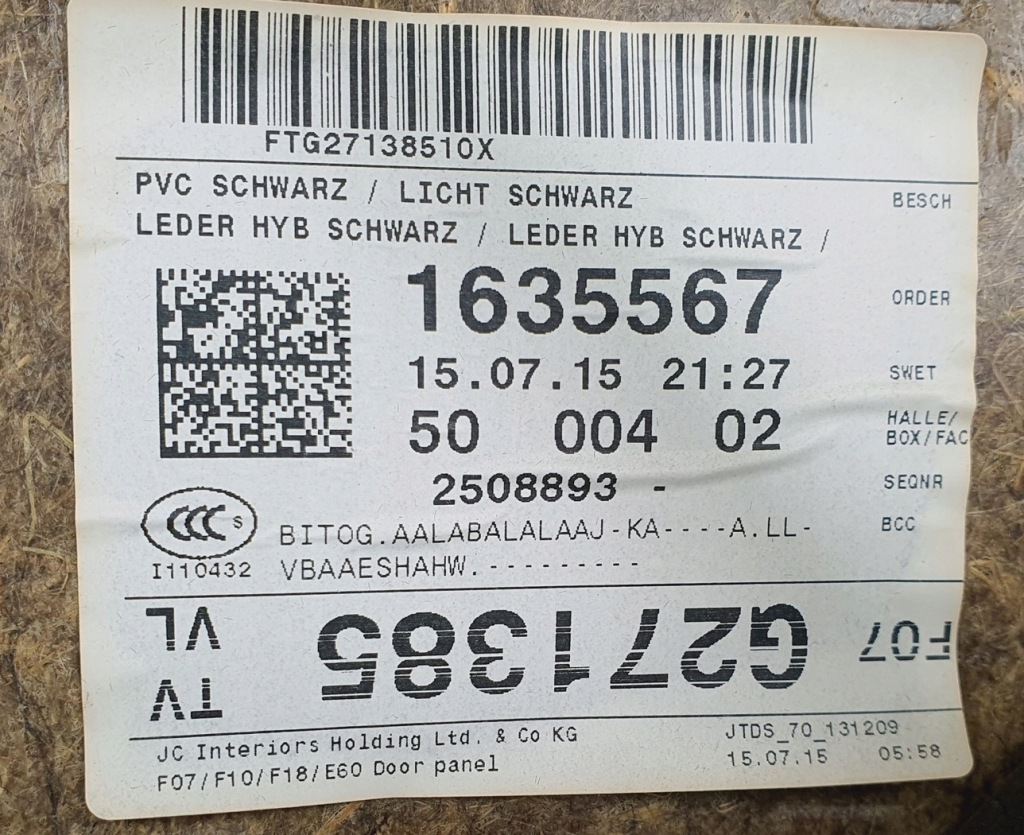 FTG27138510X
PVC SCHWARZ / LICHT SCHWARZ
BESCH
LEDER HYB SCHWARZ / LEDER HYB SCHWARZ /
1635567
ORDER
15.07.15 21:27
SWET
50 004 02
HALLE/
BOX/FAC
2508893 -
SEQNR
CCC S
I110432
BITOG.AALABALALAAJ-KA----A.LL-
BCC
VBAAESHAHW.----------
F07
G271385
VL
TV
JC Interiors Holding Ltd. & Co KG
JTDS_70_131209
F07/F10/F18/E60 Door panel
15.07.15 05:58